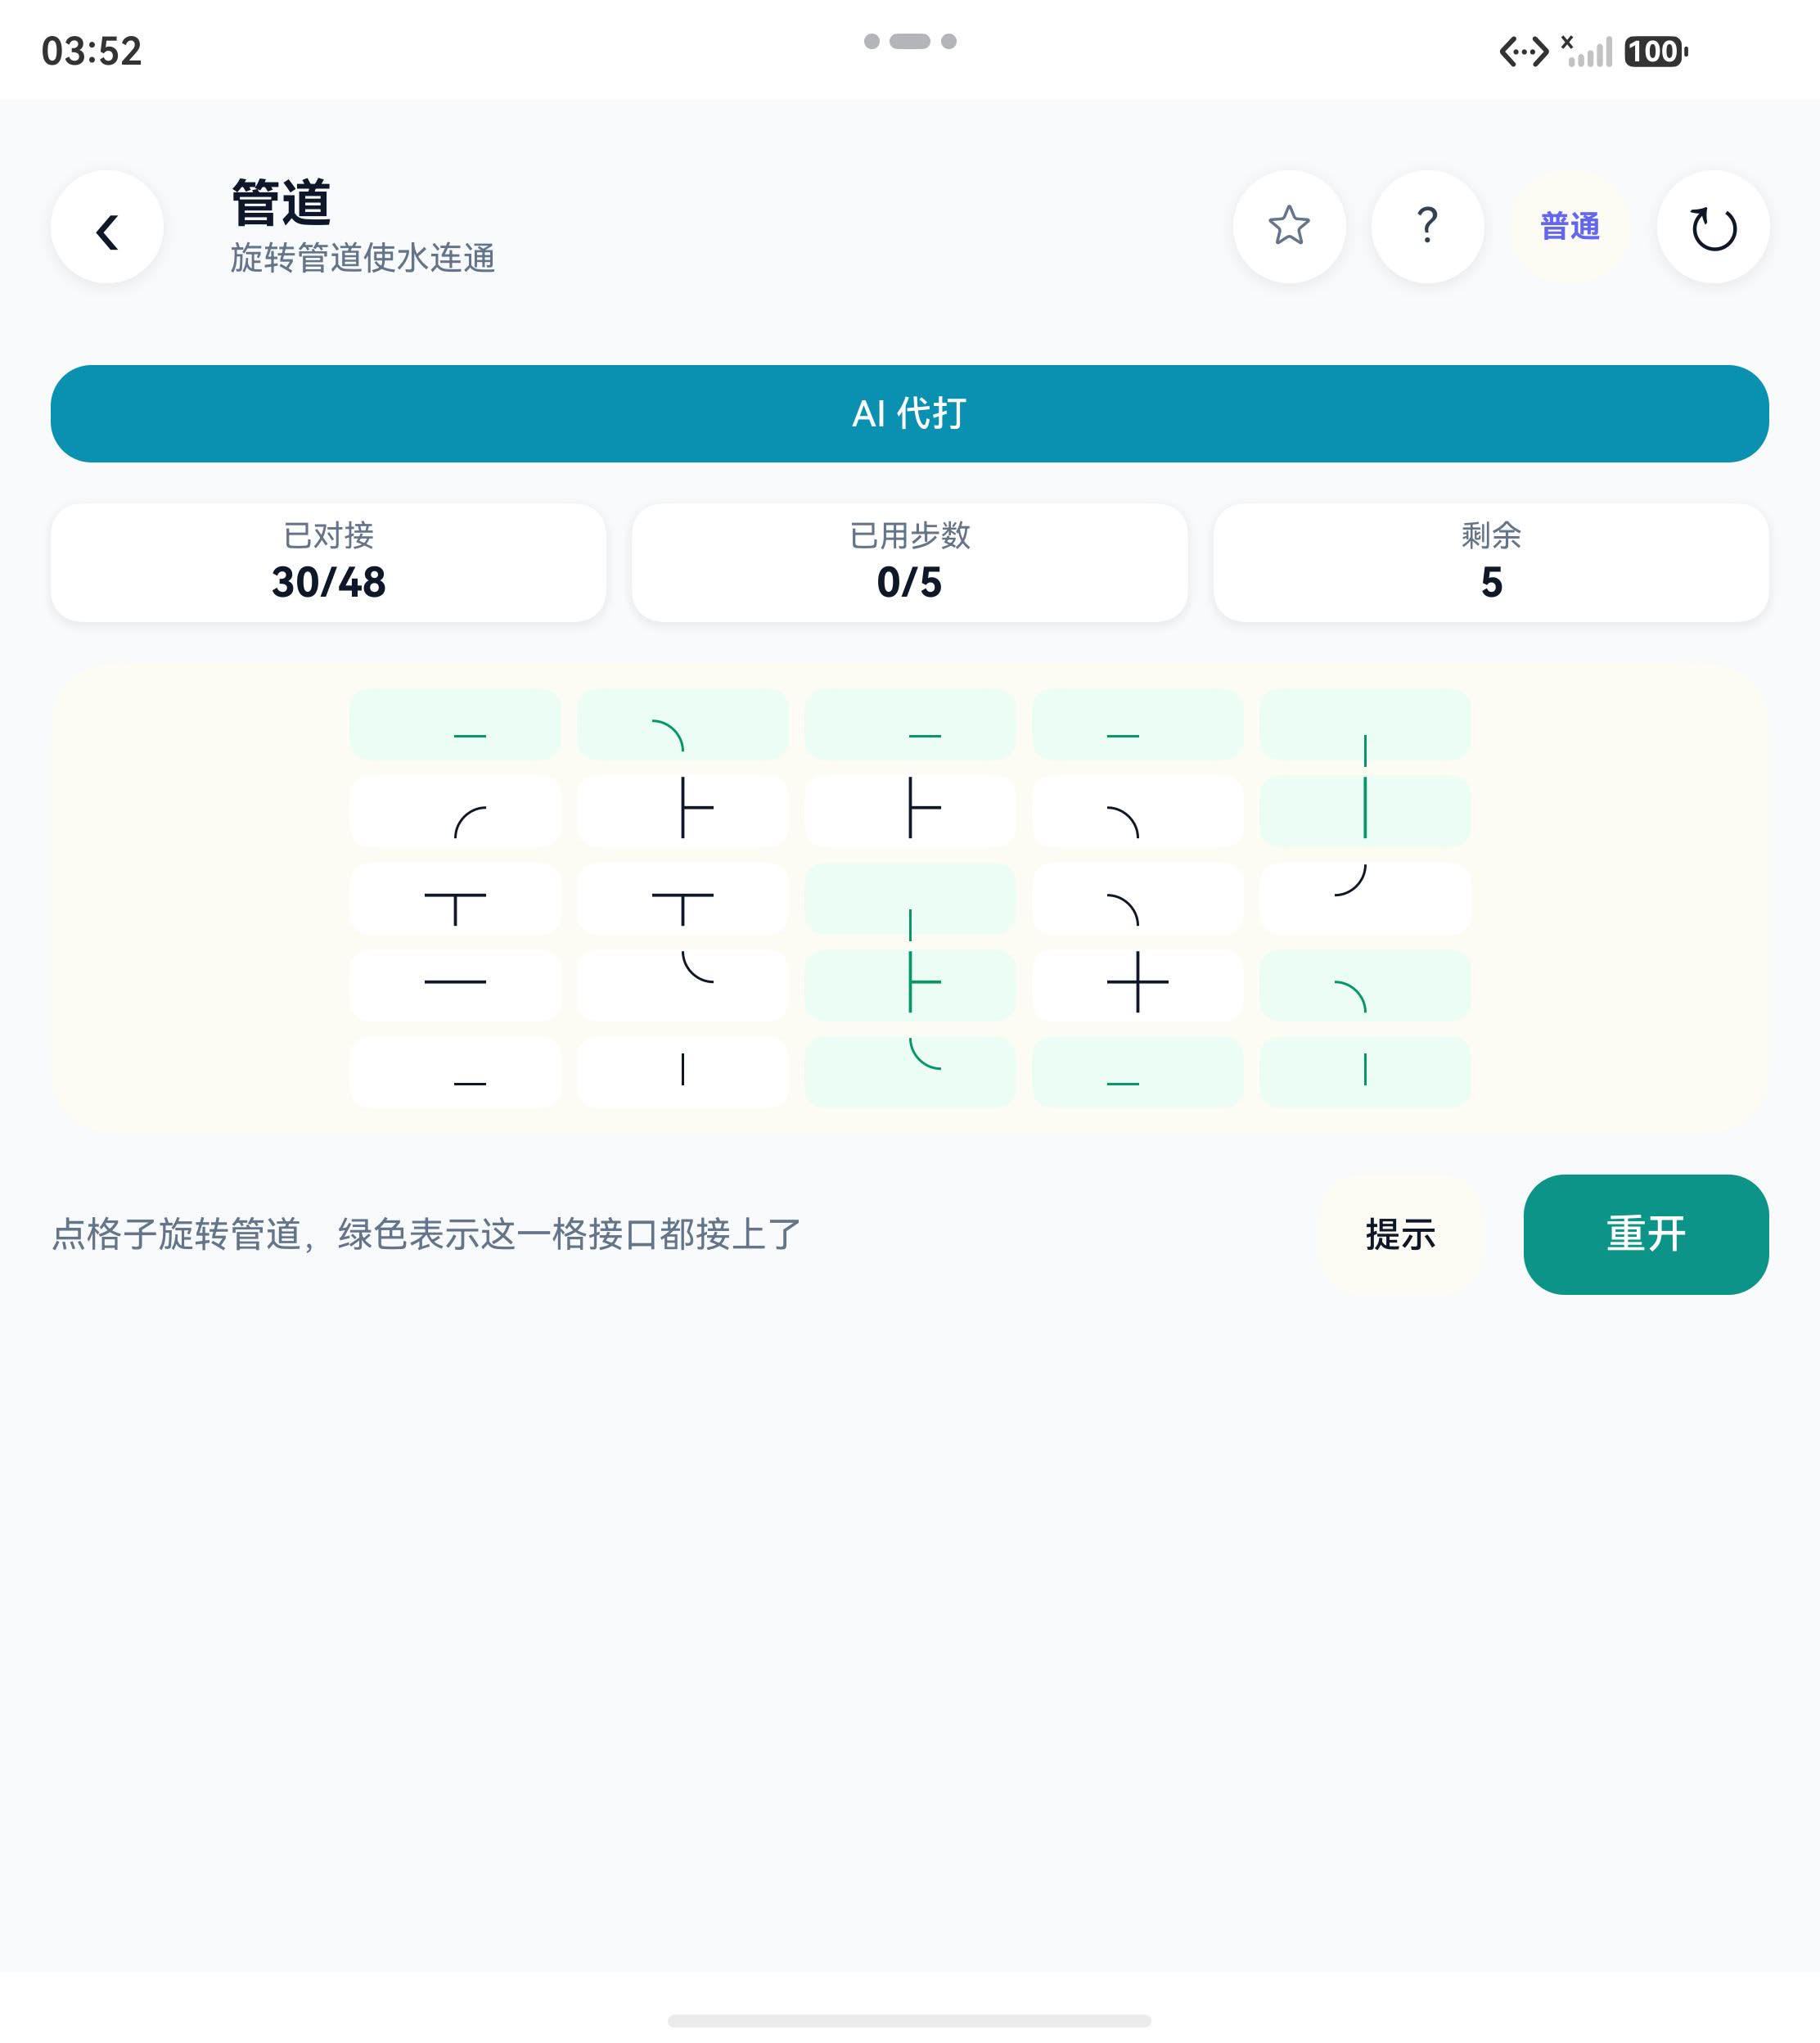 03:52
100
管道
旋转管道使水连通
?
普通
AI 代打
已对接
30/48
已用步数
0/5
剩余
5
点格子旋转管道，绿色表示这一格接口都接上了
提示
重开